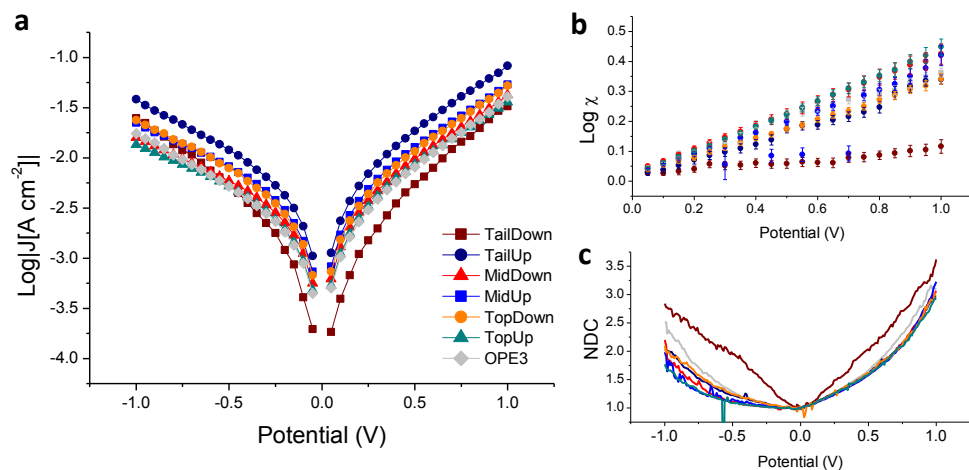 a
-1.0
-1.5
-2.0
-2.5
-3.0
-3.5
-4.0
Log|J[A cm⁻²]|
-1.0
-0.5
0.0
0.5
1.0
Potential (V)
TailDown
TailUp
MidDown
MidUp
TopDown
TopUp
OPE3
b
0.5
0.4
0.3
0.2
0.1
0.0
Log χ
0.0
0.2
0.4
0.6
0.8
1.0
Potential (V)
c
3.5
3.0
2.5
2.0
1.5
1.0
NDC
-1.0
-0.5
0.0
0.5
1.0
Potential (V)